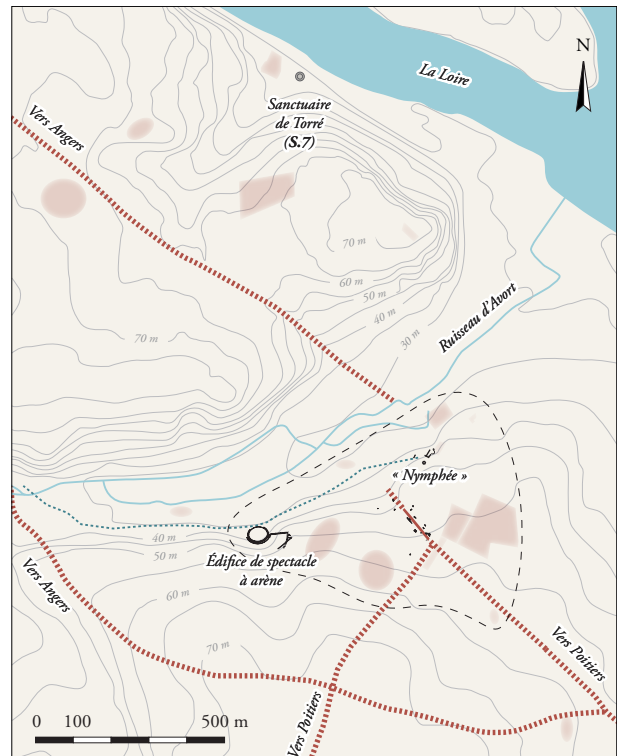 N
La Loire
Sanctuaire
de Torré
(S.7)
Vers Angers
70 m
60 m
50 m
40 m
30 m
70 m
Ruisseau d'Avort
« Nymphée »
40 m
50 m
Édifice de spectacle
à arène
Vers Angers
60 m
70 m
Vers Poitiers
Vers Poitiers
0 100 500 m